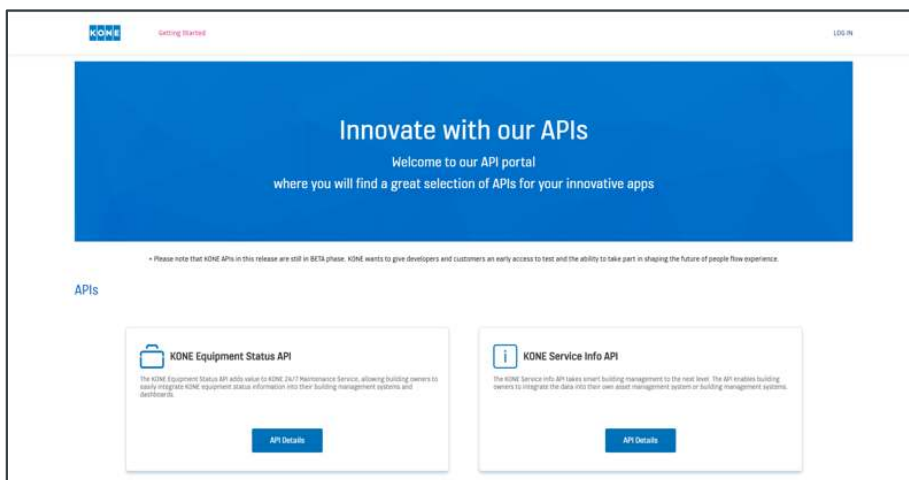 KONE
Getting Started
LOG IN
Innovate with our APIs
Welcome to our API portal
where you will find a great selection of APIs for your innovative apps
* Please note that KONE APIs in this release are still in BETA phase. KONE wants to give developers and customers an early access to test and the ability to take part in shaping the future of people flow experience.
APIs
KONE Equipment Status API
The KONE Equipment Status API adds value to KONE 24/7 Maintenance Service, allowing building owners to
easily integrate KONE equipment status information into their building management systems and
dashboards.
API Details
KONE Service Info API
The KONE Service Info API takes smart building management to the next level. The API enables building
owners to integrate the data into their own asset management system or building management systems.
API Details